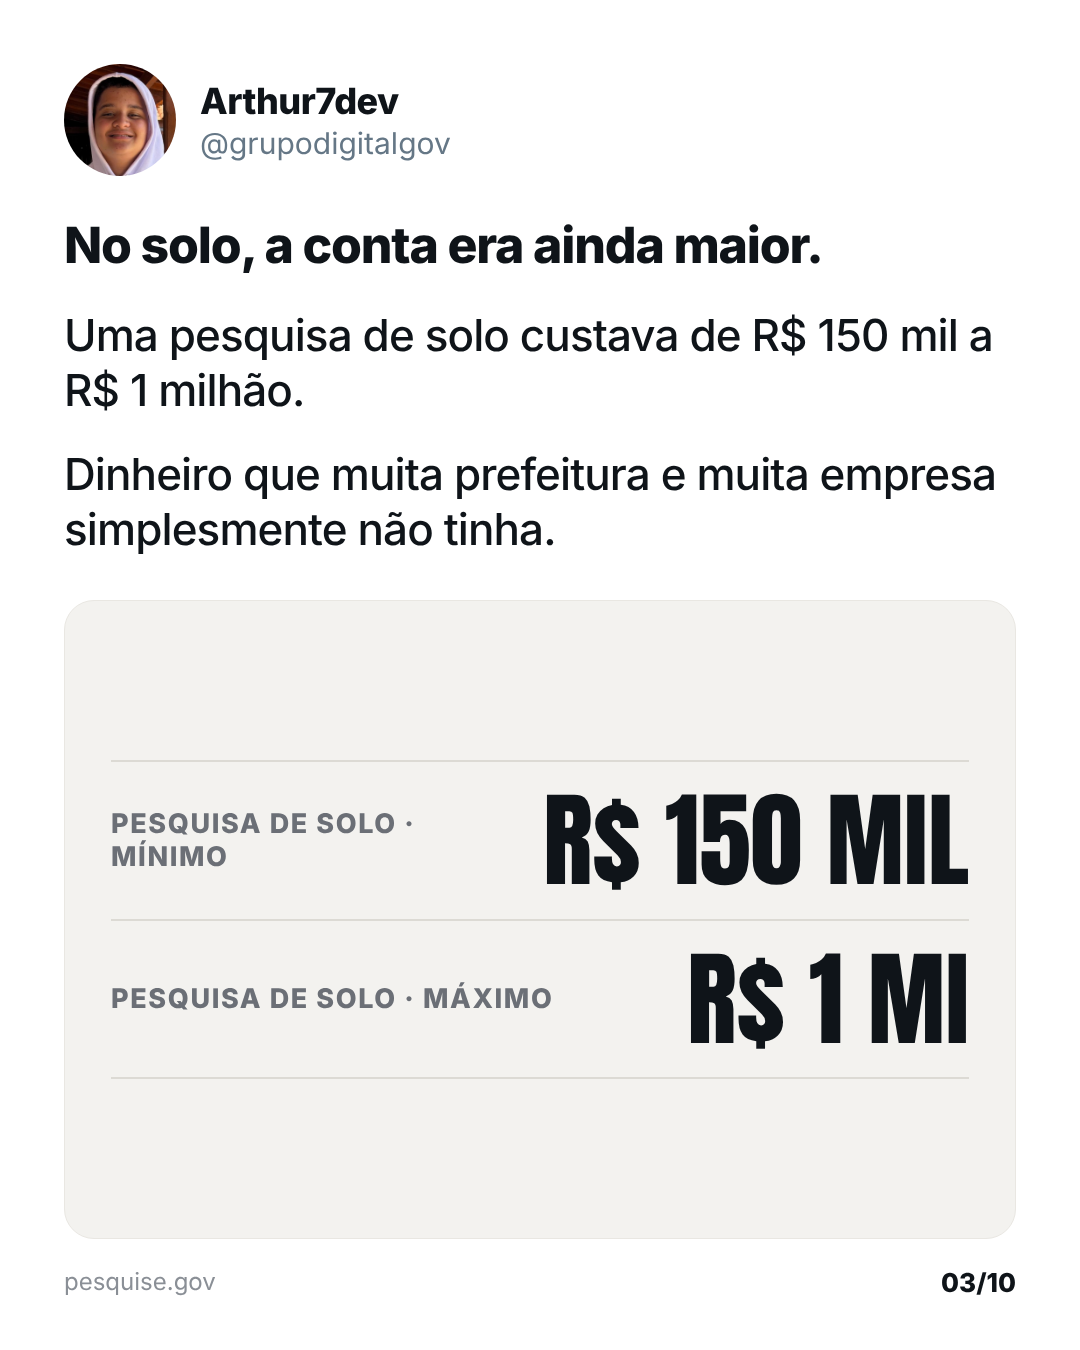 Arthur7dev
@grupodigitalgov
No solo, a conta era ainda maior.
Uma pesquisa de solo custava de R$ 150 mil a
R$ 1 milhão.
Dinheiro que muita prefeitura e muita empresa
simplesmente não tinha.
PESQUISA DE SOLO ·
MÍNIMO
R$ 150 MIL
PESQUISA DE SOLO · MÁXIMO
R$ 1 MI
pesquise.gov
03/10